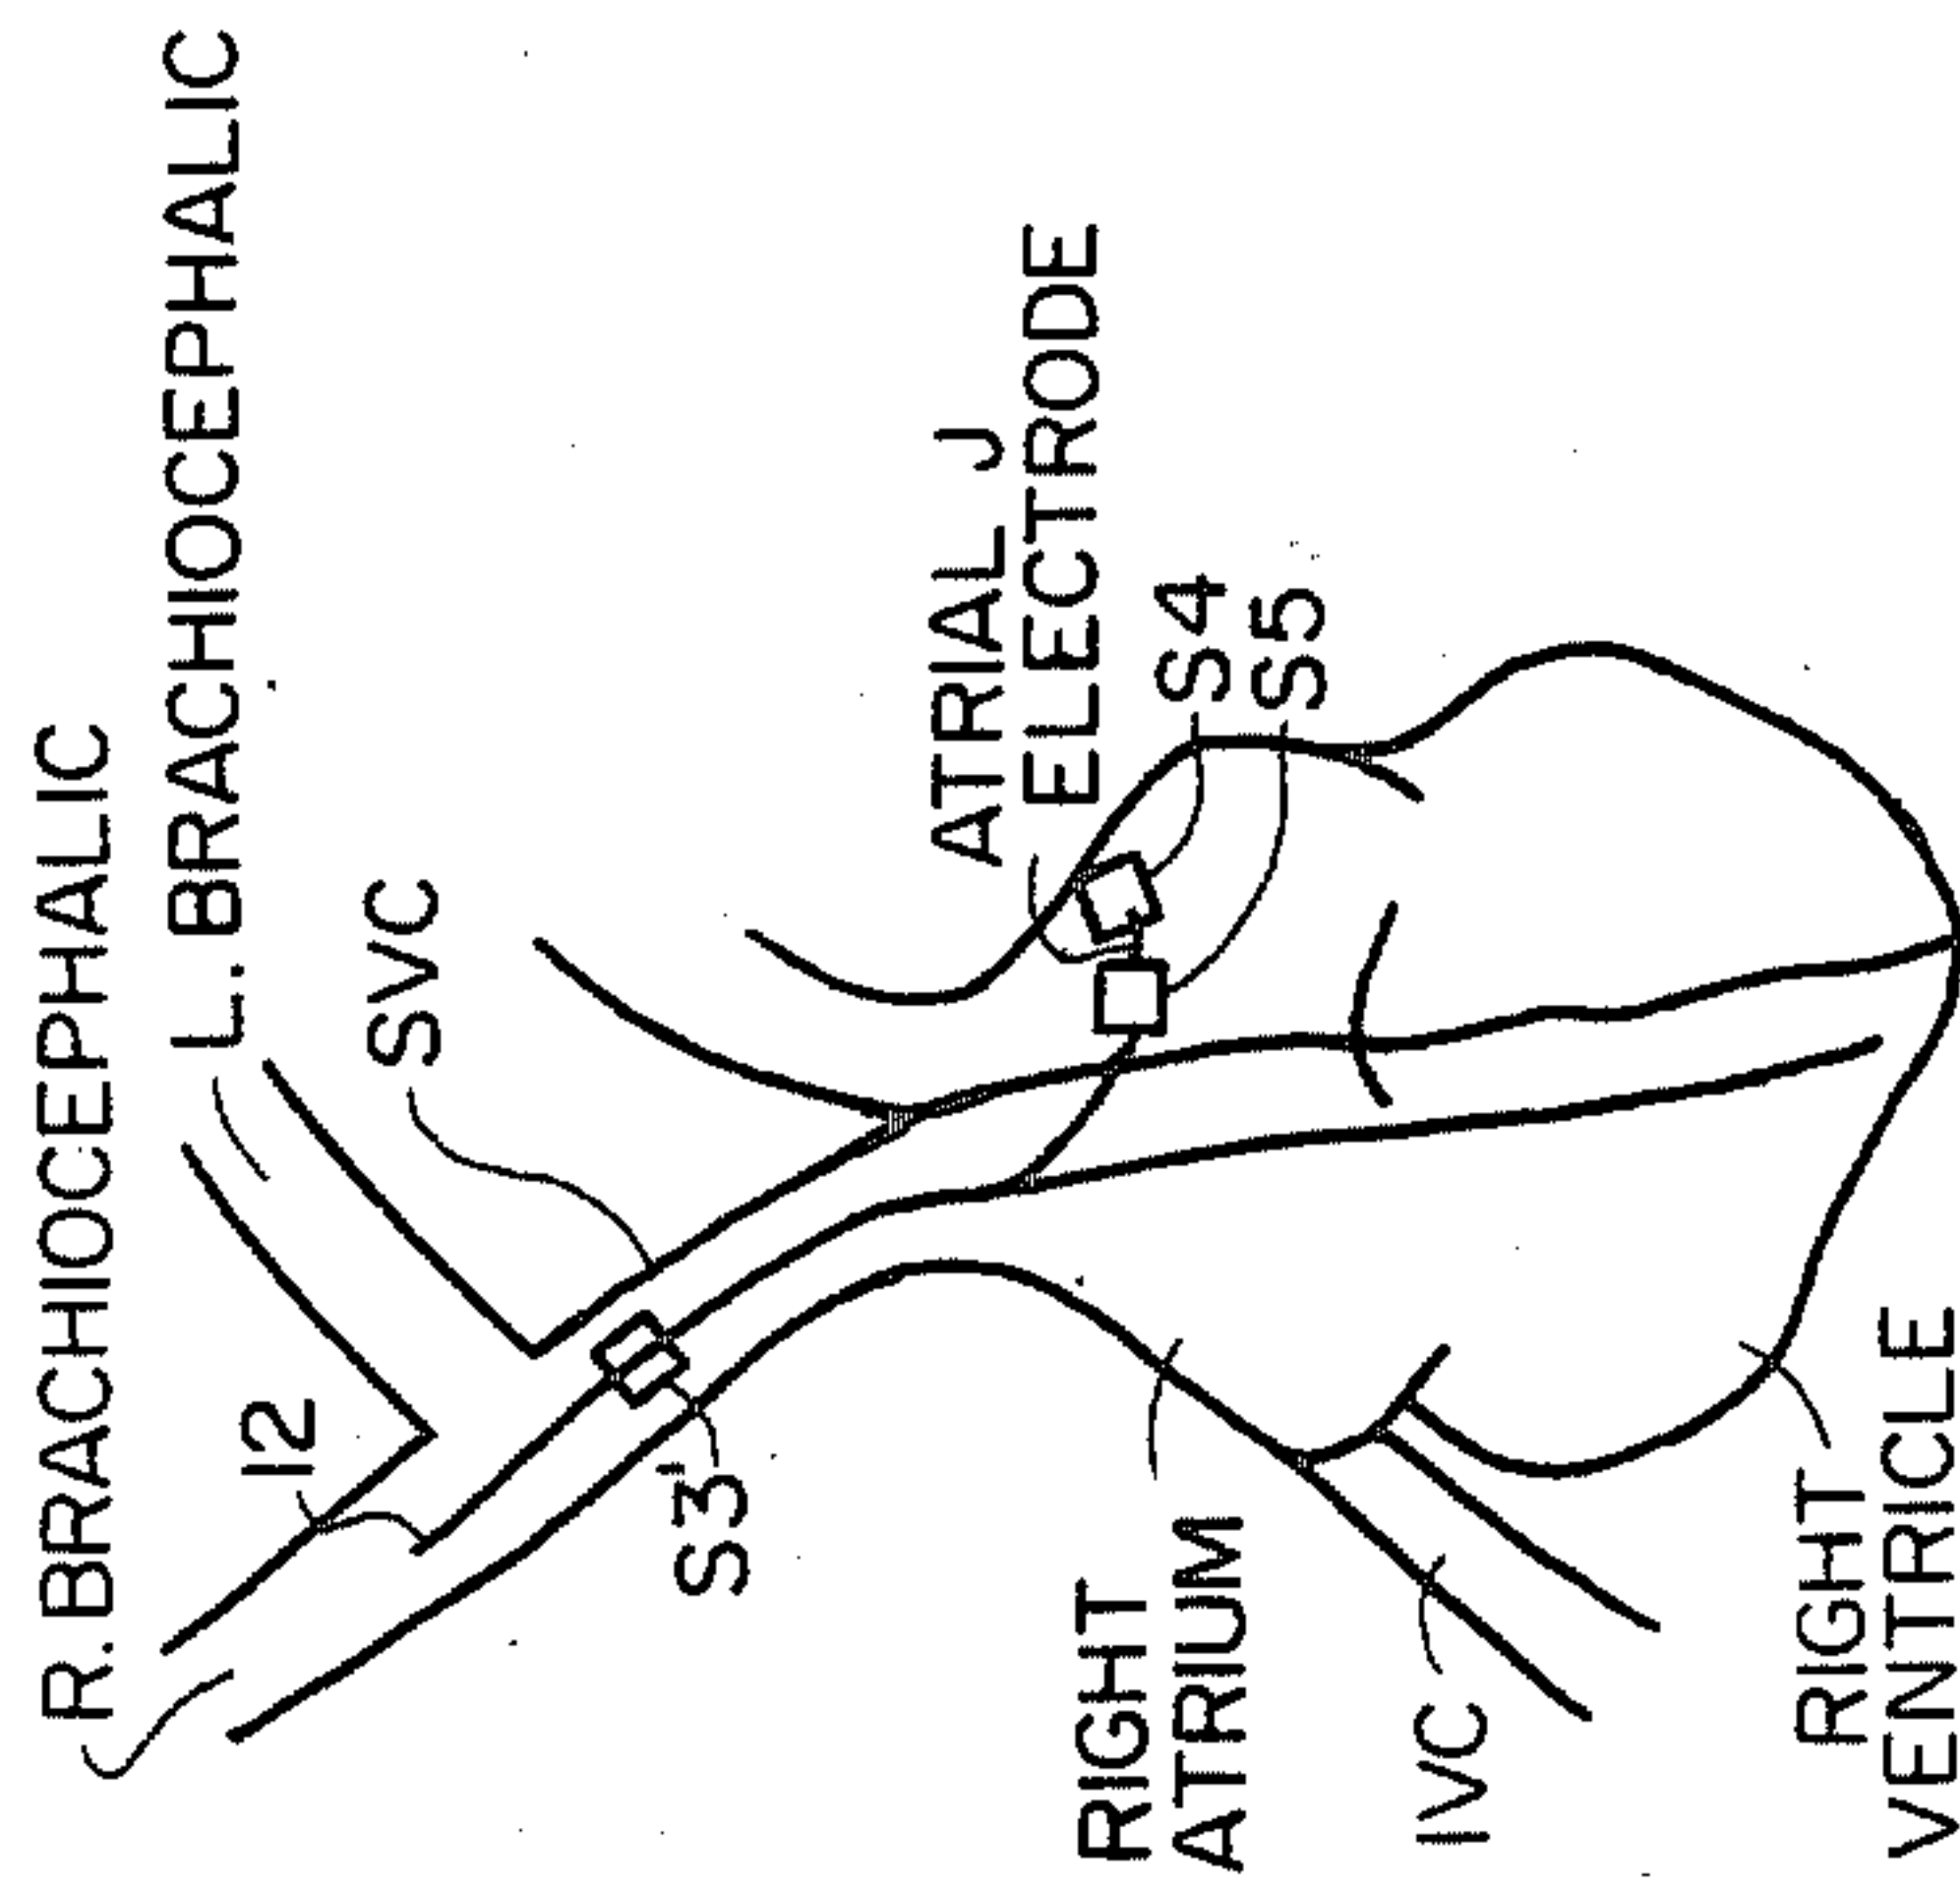 R. BRACHIOCEPHALIC
L. BRACHIOCEPHALIC
12
SVC
S3'
ATRIAL J
ELECTRODE
S4
S5
RIGHT
ATRIUM
IVC
RIGHT
VENTRICLE